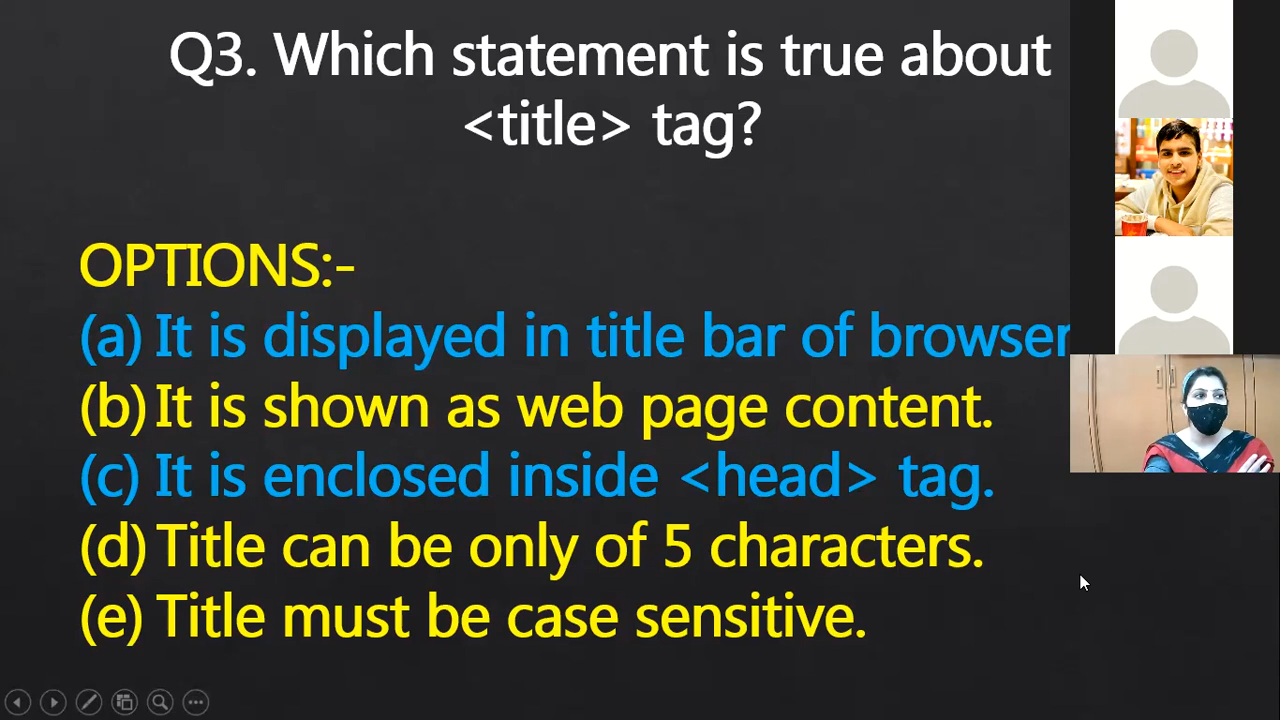 Q3. Which statement is true about
<title> tag?
OPTIONS:-
(a) It is displayed in title bar of browser
(b) It is shown as web page content.
(c) It is enclosed inside <head> tag.
(d) Title can be only of 5 characters.
(e) Title must be case sensitive.